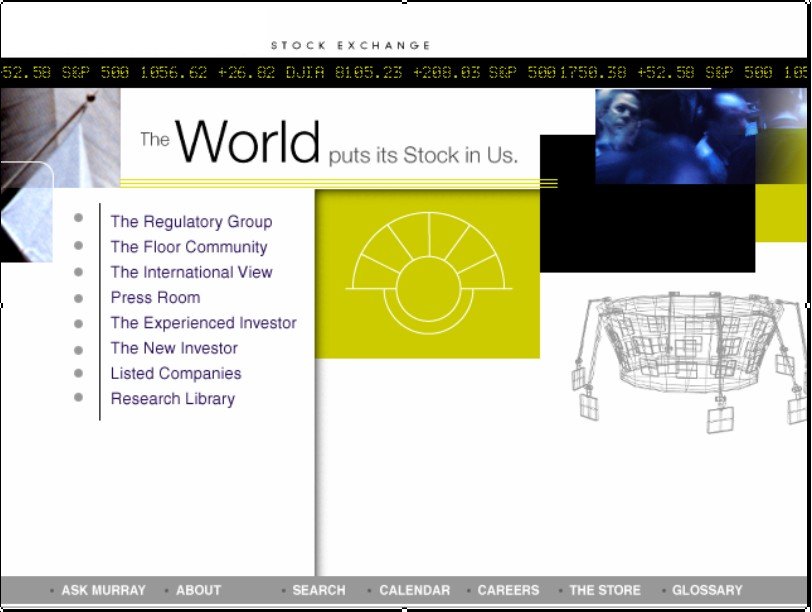 STOCK EXCHANGE
52.58 S&P 500 1056.62 +26.82 DJIA 8105.23 +208.03 S&P 500 1750.38 +52.58 S&P 500 105
The World puts its Stock in Us.
The Regulatory Group
The Floor Community
The International View
Press Room
The Experienced Investor
The New Investor
Listed Companies
Research Library
ASK MURRAY ABOUT SEARCH CALENDAR CAREERS THE STORE GLOSSARY